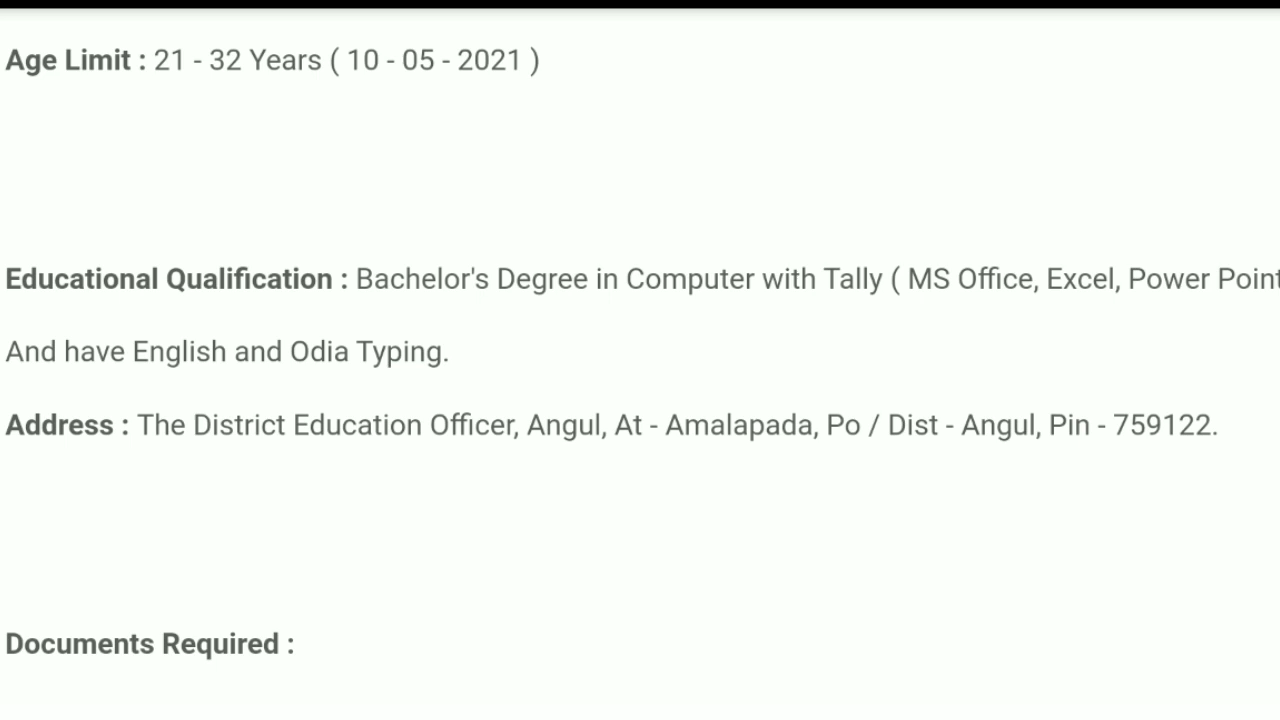 Age Limit : 21 - 32 Years ( 10 - 05 - 2021 )
Educational Qualification : Bachelor's Degree in Computer with Tally ( MS Office, Excel, Power Point
And have English and Odia Typing.
Address : The District Education Officer, Angul, At - Amalapada, Po / Dist - Angul, Pin - 759122.
Documents Required :